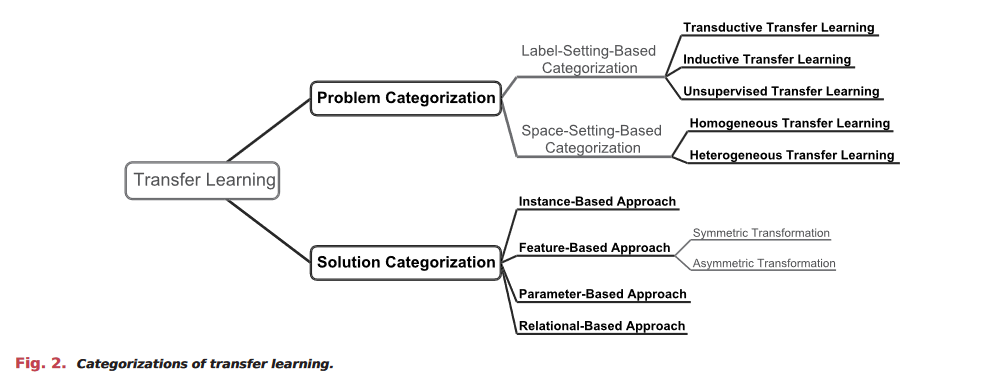 Transfer Learning
Problem Categorization
Label-Setting-Based
Categorization
Transductive Transfer Learning
Inductive Transfer Learning
Unsupervised Transfer Learning
Space-Setting-Based
Categorization
Homogeneous Transfer Learning
Heterogeneous Transfer Learning
Solution Categorization
Instance-Based Approach
Feature-Based Approach
Symmetric Transformation
Asymmetric Transformation
Parameter-Based Approach
Relational-Based Approach
Fig. 2. Categorizations of transfer learning.